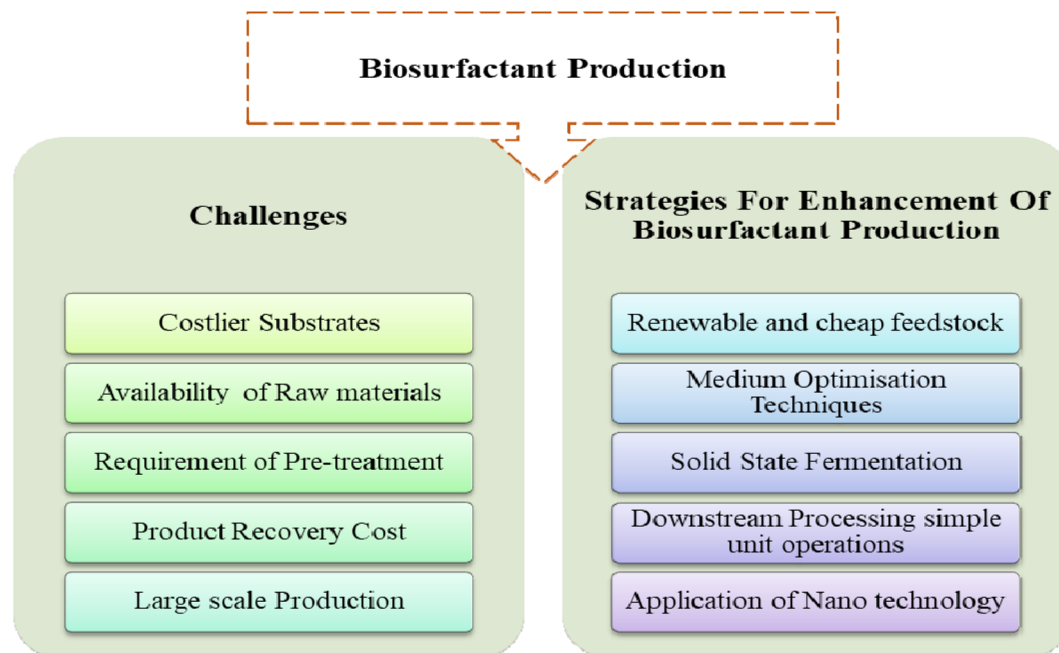 Biosurfactant Production
Challenges
Costlier Substrates
Availability of Raw materials
Requirement of Pre-treatment
Product Recovery Cost
Large scale Production
Strategies For Enhancement Of
Biosurfactant Production
Renewable and cheap feedstock
Medium Optimisation
Techniques
Solid State Fermentation
Downstream Processing simple
unit operations
Application of Nano technology